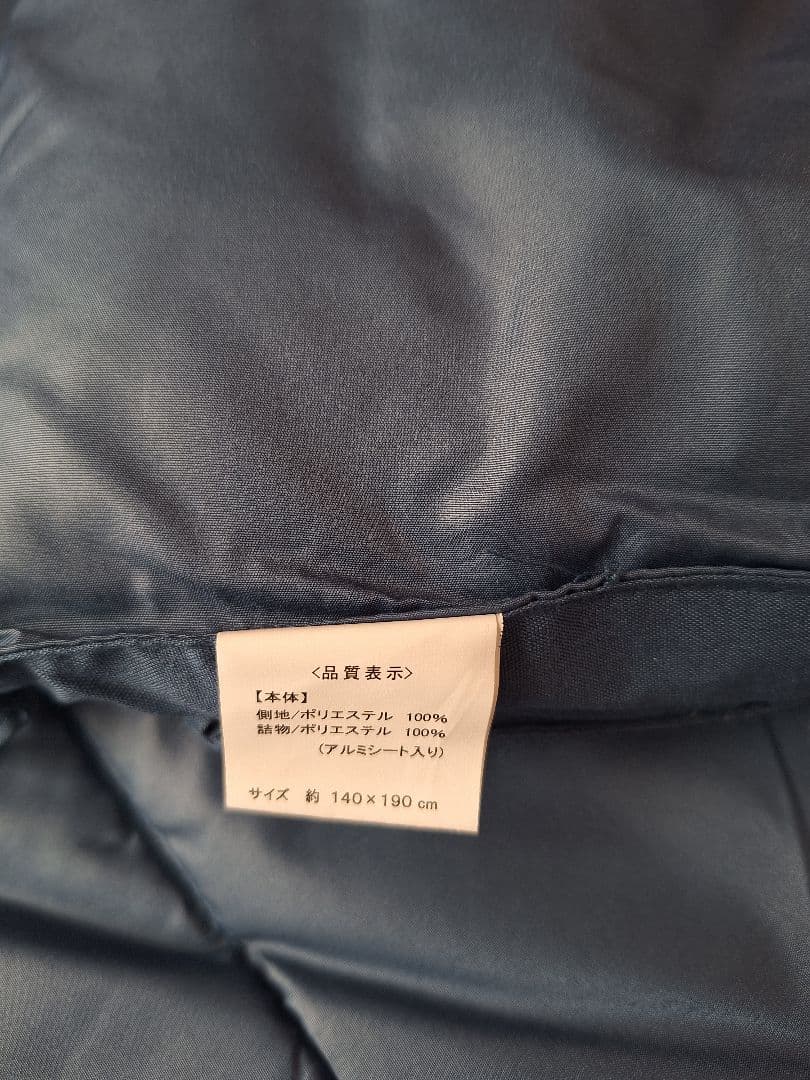 <品質表示>
【本体】
側地/ポリエステル 100%
詰物/ポリエステル 100%
(アルミシート入り)
サイズ 約 140×190 cm